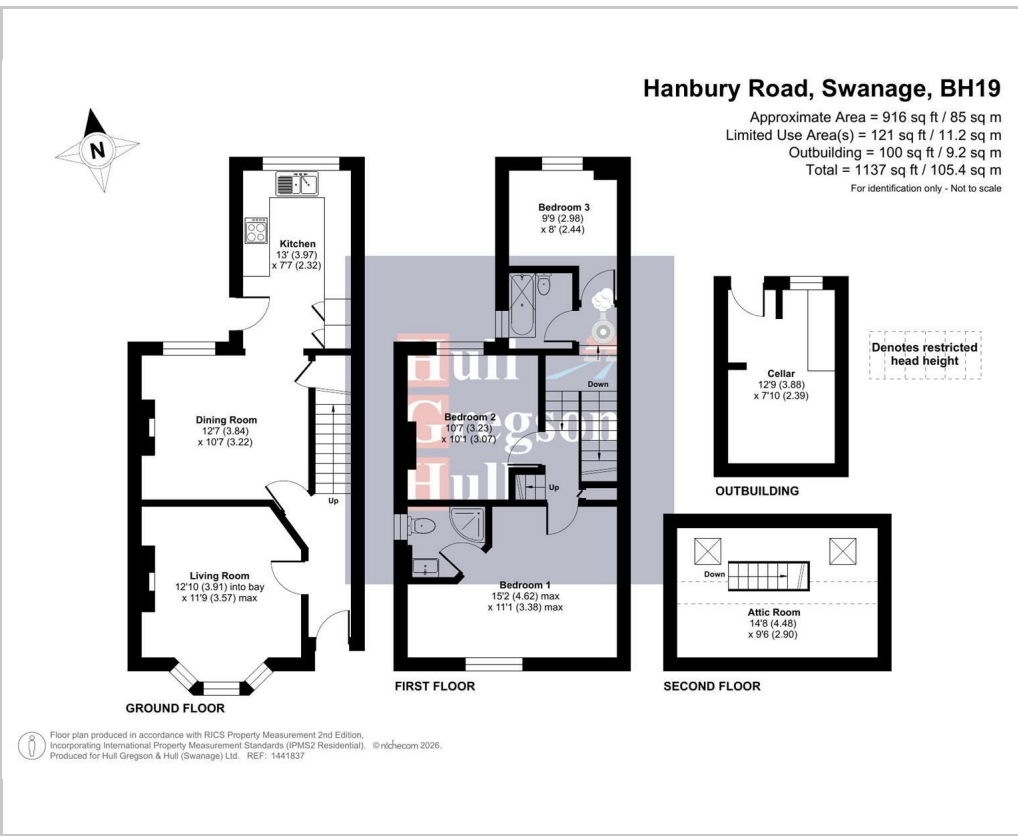 Hanbury Road, Swanage, BH19
Approximate Area = 916 sq ft / 85 sq m
Limited Use Area(s) = 121 sq ft / 11.2 sq m
Outbuilding = 100 sq ft / 9.2 sq m
Total = 1137 sq ft / 105.4 sq m
For identification only - Not to scale
N
Kitchen
13' (3.97)
x 7'7 (2.32)
Dining Room
12'7 (3.84)
x 10'7 (3.22)
Up
Living Room
12'10 (3.91) into bay
x 11'9 (3.57) max
GROUND FLOOR
Bedroom 3
9'9 (2.98)
x 8' (2.44)
Down
Hull
Gregson
Hull
Bedroom 2
10'7 (3.23)
x 10'1 (3.07)
Up
Bedroom 1
15'2 (4.62) max
x 11'1 (3.38) max
FIRST FLOOR
Cellar
12'9 (3.88)
x 7'10 (2.39)
OUTBUILDING
Denotes restricted
head height
Down
Attic Room
14'8 (4.48)
x 9'6 (2.90)
SECOND FLOOR
Floor plan produced in accordance with RICS Property Measurement 2nd Edition,
Incorporating International Property Measurement Standards (IPMS2 Residential). © nichecom 2026.
Produced for Hull Gregson & Hull (Swanage) Ltd. REF: 1441837